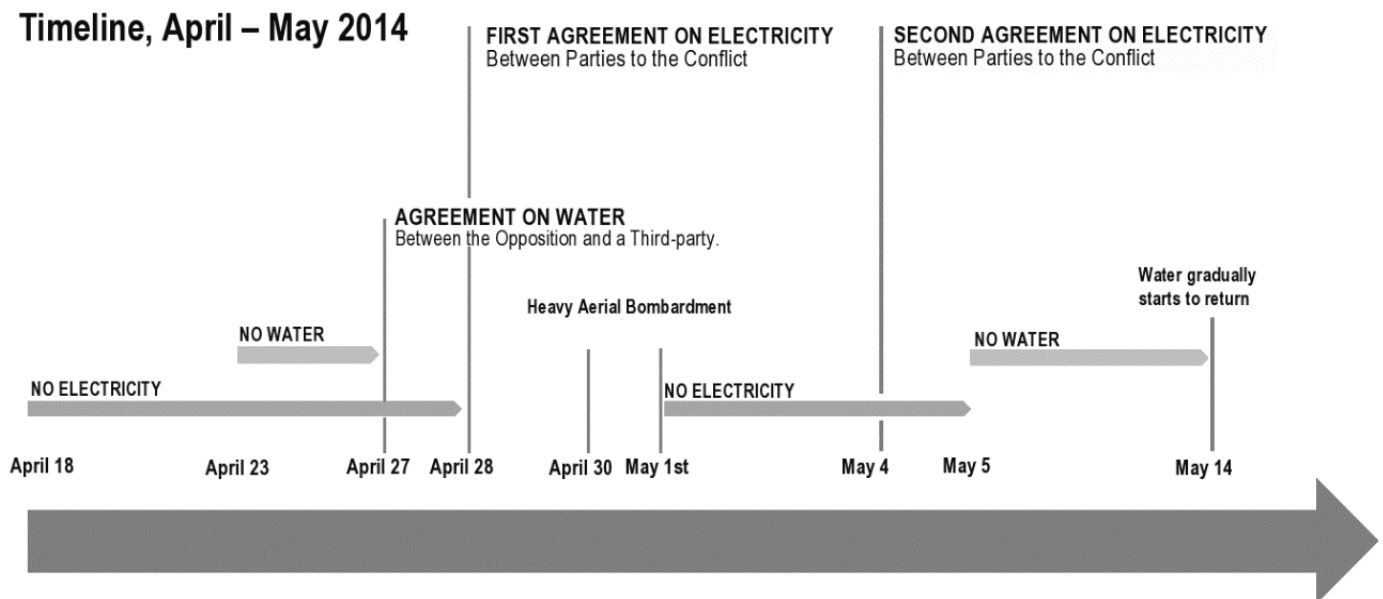 Timeline, April – May 2014
FIRST AGREEMENT ON ELECTRICITY
Between Parties to the Conflict
SECOND AGREEMENT ON ELECTRICITY
Between Parties to the Conflict
AGREEMENT ON WATER
Between the Opposition and a Third-party.
Heavy Aerial Bombardment
Water gradually
starts to return
NO WATER
NO WATER
NO ELECTRICITY
NO ELECTRICITY
April 18
April 23
April 27
April 28
April 30
May 1st
May 4
May 5
May 14